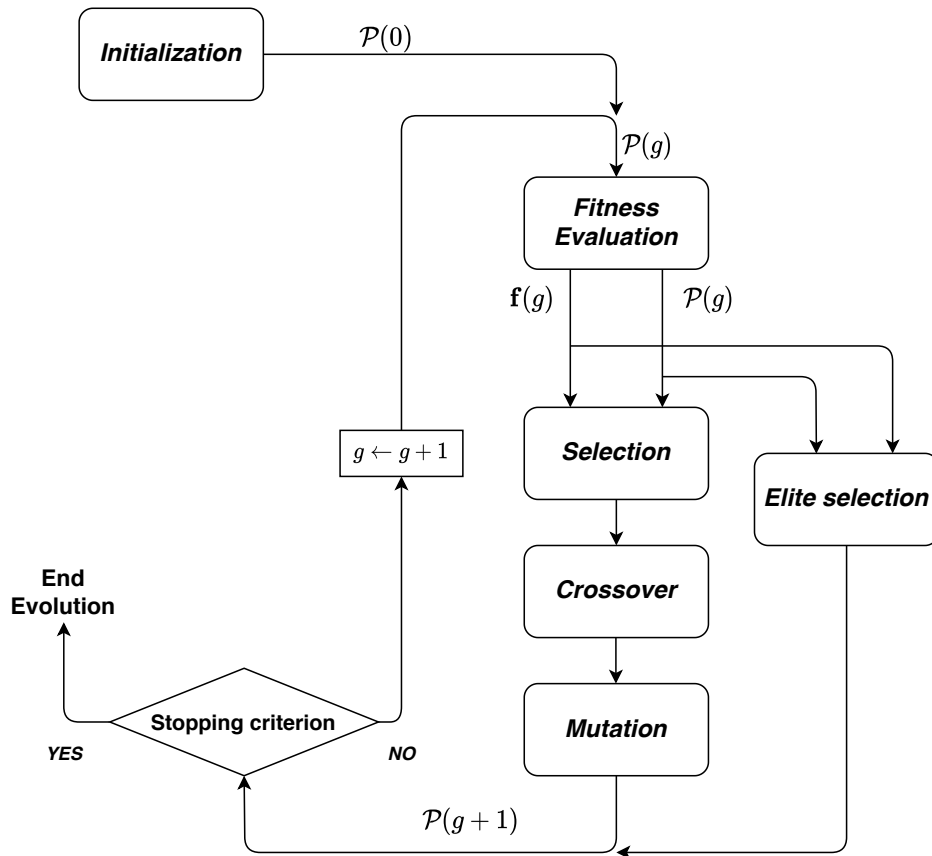 Initialization
𝒫(0)
𝒫(g)
Fitness
Evaluation
𝐟(g)
𝒫(g)
Selection
g ← g + 1
Elite selection
End
Evolution
Crossover
Stopping criterion
Mutation
YES
NO
𝒫(g + 1)